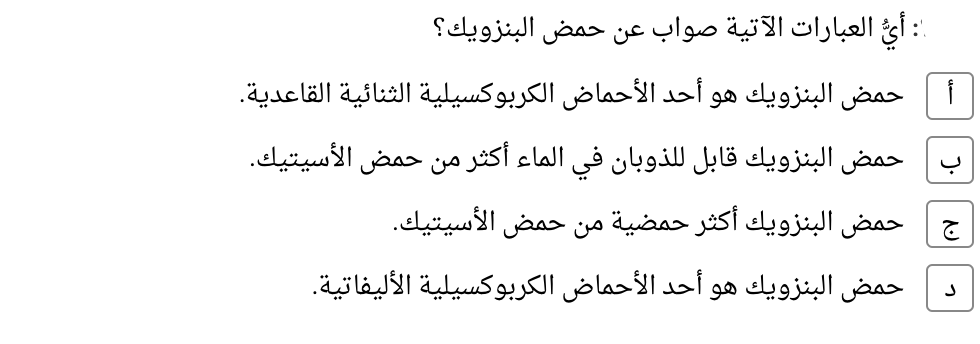 : أيُّ العبارات الآتية صواب عن حمض البنزويك؟
أ حمض البنزويك هو أحد الأحماض الكربوكسيلية الثنائية القاعدية.
ب حمض البنزويك قابل للذوبان في الماء أكثر من حمض الأسيتيك.
ج حمض البنزويك أكثر حمضية من حمض الأسيتيك.
د حمض البنزويك هو أحد الأحماض الكربوكسيلية الأليفاتية.